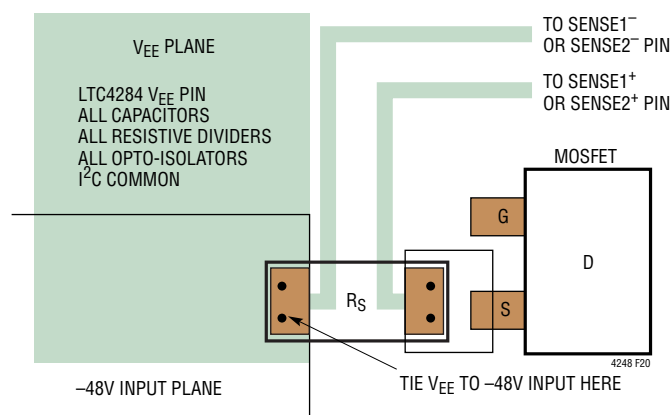 V_EE PLANE
LTC4284 V_EE PIN
ALL CAPACITORS
ALL RESISTIVE DIVIDERS
ALL OPTO-ISOLATORS
I²C COMMON
TO SENSE1⁻
OR SENSE2⁻ PIN
TO SENSE1⁺
OR SENSE2⁺ PIN
MOSFET
G
D
R_S
S
4248 F20
–48V INPUT PLANE
TIE V_EE TO –48V INPUT HERE